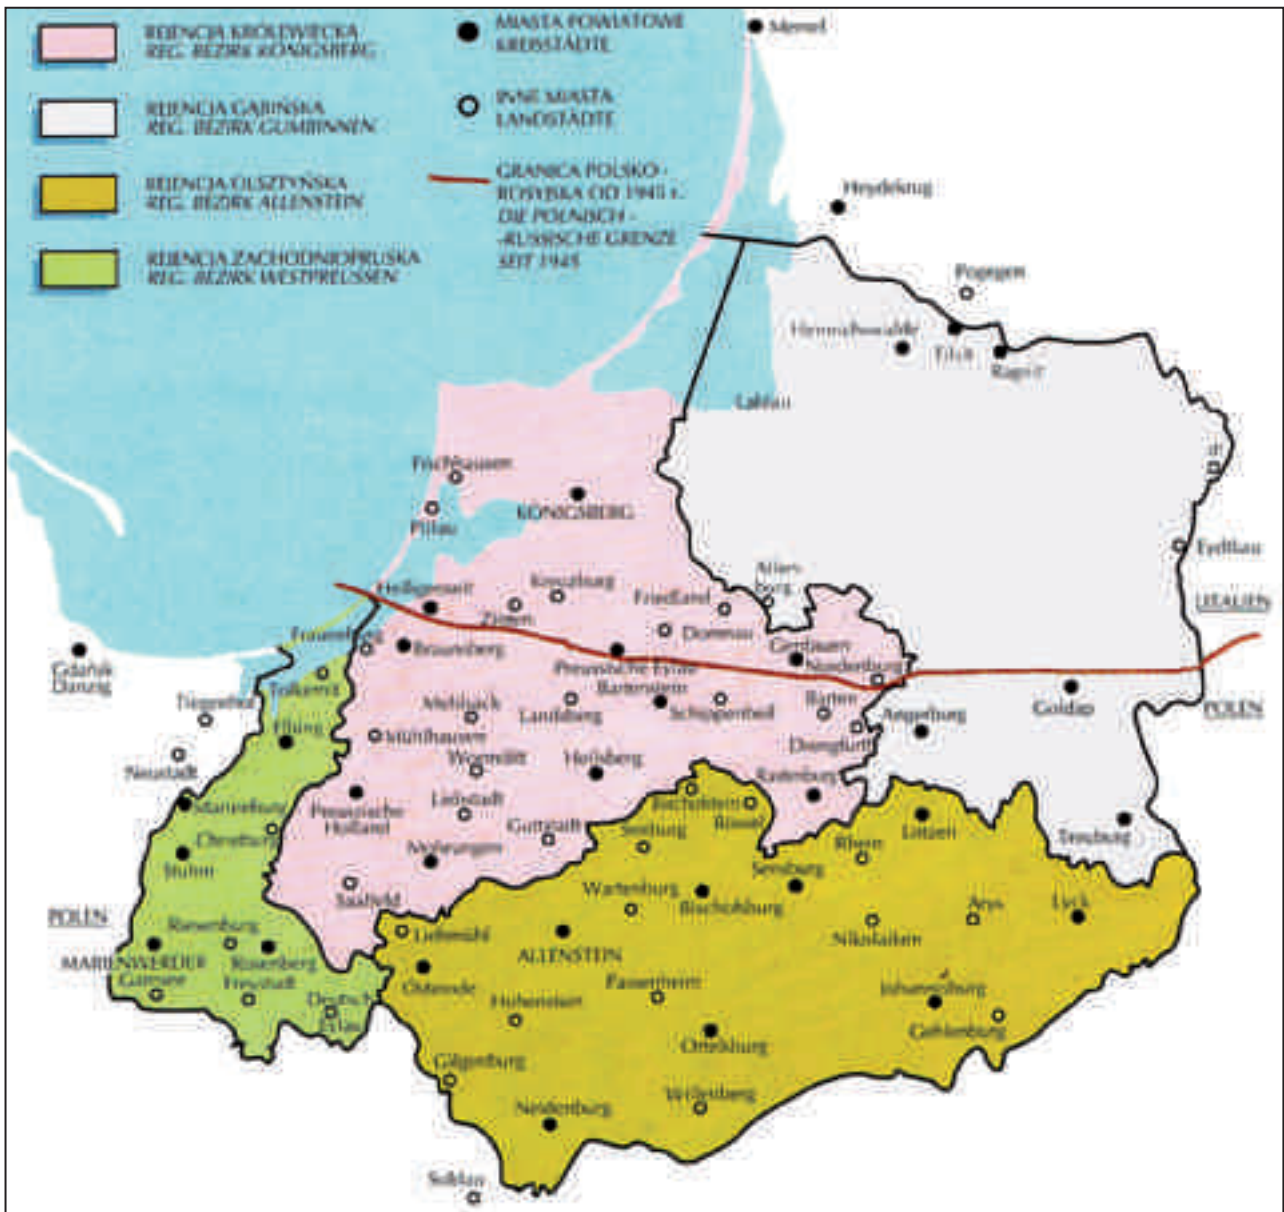 REJENCJA KRÓLEWIECKA
REG. BEZIRK KÖNIGSBERG
REJENCJA GĄBIŃSKA
REG. BEZIRK GUMBINNEN
REJENCJA OLSZTYŃSKA
REG. BEZIRK ALLENSTEIN
REJENCJA ZACHODNIOPRUSKA
REG. BEZIRK WESTPREUSSEN
MIASTA POWIATOWE
KREISSTÄDTE
INNE MIASTA
LANDSTÄDTE
GRANICA POLSKO-
ROSYJSKA OD 1945 r.
DIE POLNISCH-
-RUSSISCHE GRENZE
SEIT 1945
Memel
Heydekrug
Pogegen
Tilsit
Ragnit
Labiau
Fischhausen
Pillau
KÖNIGSBERG
Eydtkau
Kreuzburg
Friedland
Allen-
burg
Zinten
Domnau
Gerdauen
Nordenburg
LITAUEN
POLEN
Braunsberg
Gdańsk
Danzig
Tolkemit
Tiegenhof
Elbing
Neustadt
Bartenstein
Landsberg
Schippenbeil
Barten
Drengfurth
Angerburg
Goldap
Mehlsack
Mühlhausen
Wormditt
Heilsberg
Rastenburg
Preussische
Holland
Liebstadt
Guttstadt
Mohrungen
Saalfeld
Marienburg
Christburg
Stuhm
Bischofstein
Rössel
Seeburg
Rhein
Lötzen
Treuburg
Wartenburg
Bischofsburg
Sensburg
Nikolaiken
Arys
Lyck
POLEN
Riesenburg
MARIENWERDER
Rosenberg
Garnsee
Freystadt
Deutsch
Eylau
Liebemühl
Osterode
ALLENSTEIN
Hohenstein
Passenheim
Johannisburg
Gehlenburg
Ortelsburg
Gilgenburg
Willenberg
Neidenburg
Soldau